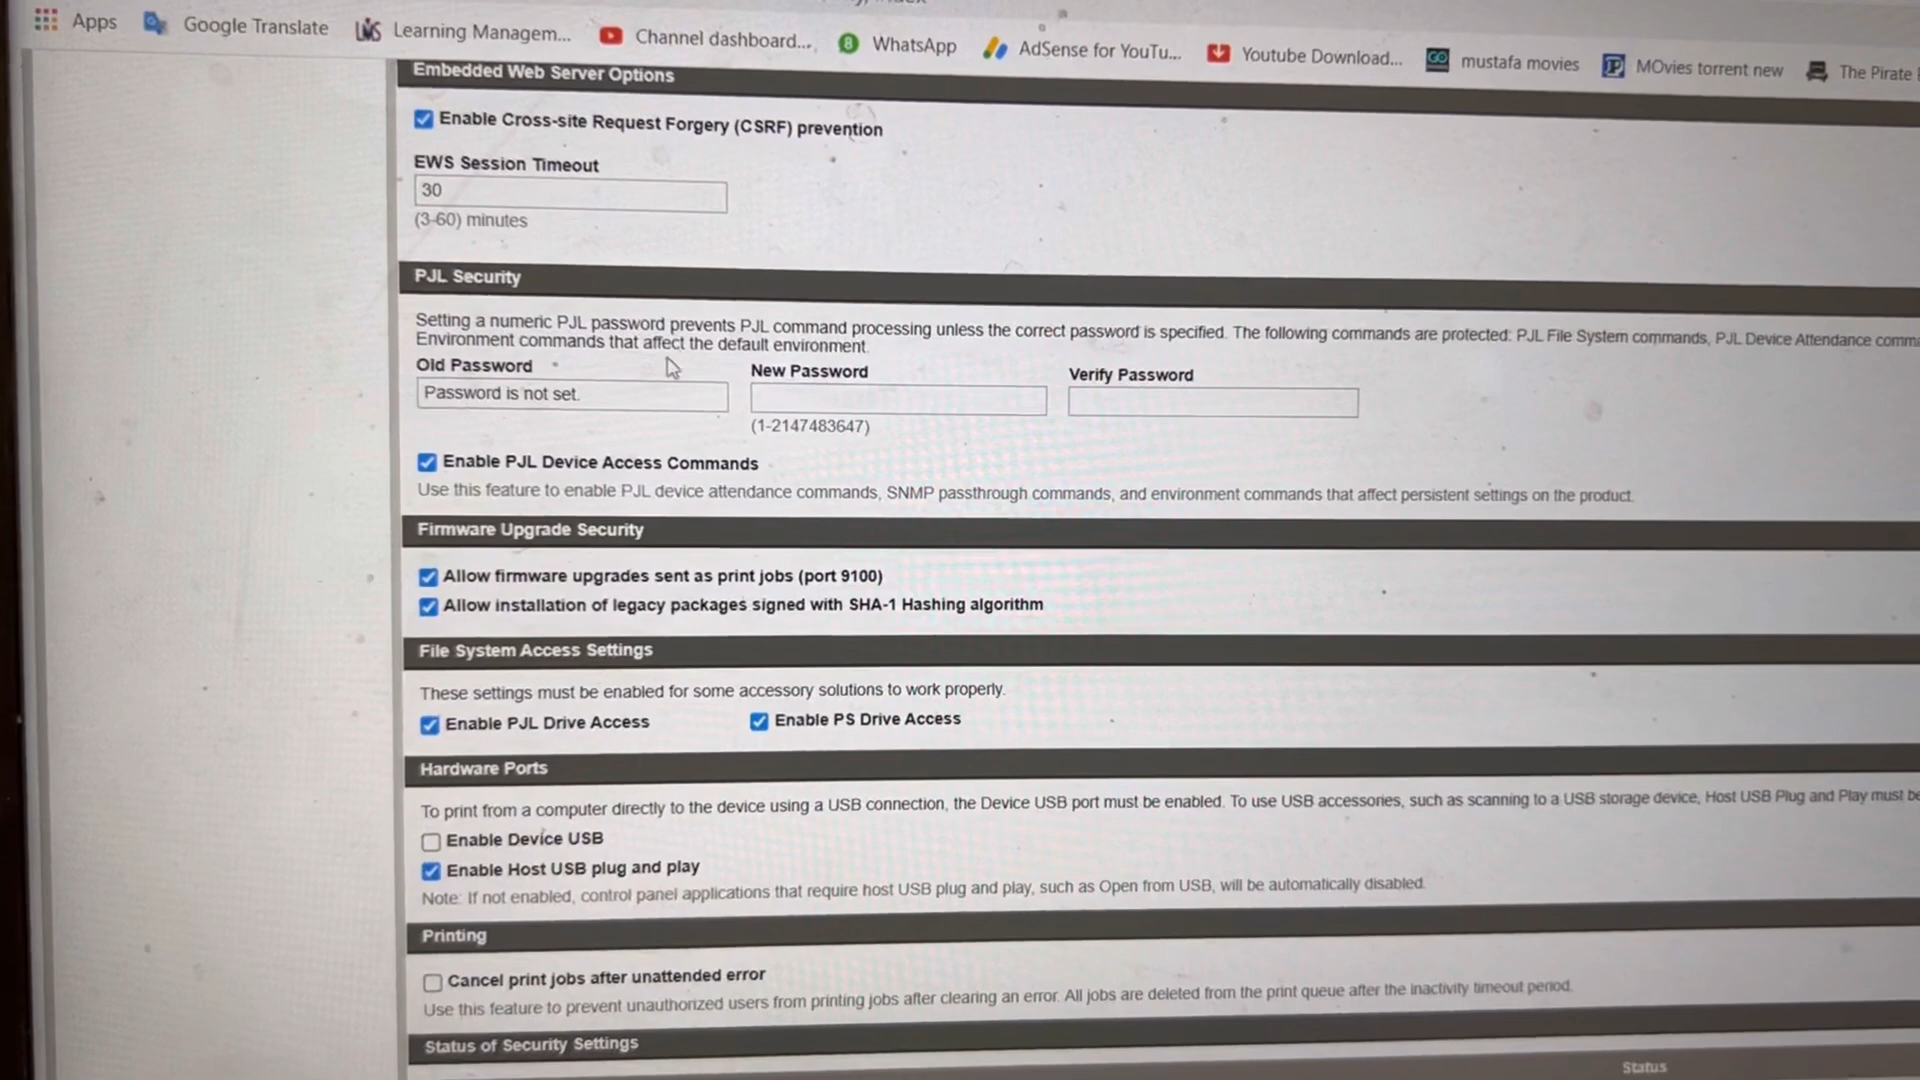 Apps Google Translate Learning Managem... Channel dashboard... WhatsApp AdSense for YouTu... Youtube Download... mustafa movies MOvies torrent new The Pirate
Embedded Web Server Options
Enable Cross-site Request Forgery (CSRF) prevention
EWS Session Timeout
30
(3-60) minutes
PJL Security
Setting a numeric PJL password prevents PJL command processing unless the correct password is specified. The following commands are protected: PJL File System commands, PJL Device Attendance comm
Environment commands that affect the default environment.
Old Password New Password Verify Password
Password is not set.
(1-2147483647)
Enable PJL Device Access Commands
Use this feature to enable PJL device attendance commands, SNMP passthrough commands, and environment commands that affect persistent settings on the product.
Firmware Upgrade Security
Allow firmware upgrades sent as print jobs (port 9100)
Allow installation of legacy packages signed with SHA-1 Hashing algorithm
File System Access Settings
These settings must be enabled for some accessory solutions to work properly.
Enable PJL Drive Access Enable PS Drive Access
Hardware Ports
To print from a computer directly to the device using a USB connection, the Device USB port must be enabled. To use USB accessories, such as scanning to a USB storage device, Host USB Plug and Play must be
Enable Device USB
Enable Host USB plug and play
Note: If not enabled, control panel applications that require host USB plug and play, such as Open from USB, will be automatically disabled.
Printing
Cancel print jobs after unattended error
Use this feature to prevent unauthorized users from printing jobs after clearing an error. All jobs are deleted from the print queue after the inactivity timeout period.
Status of Security Settings
Status